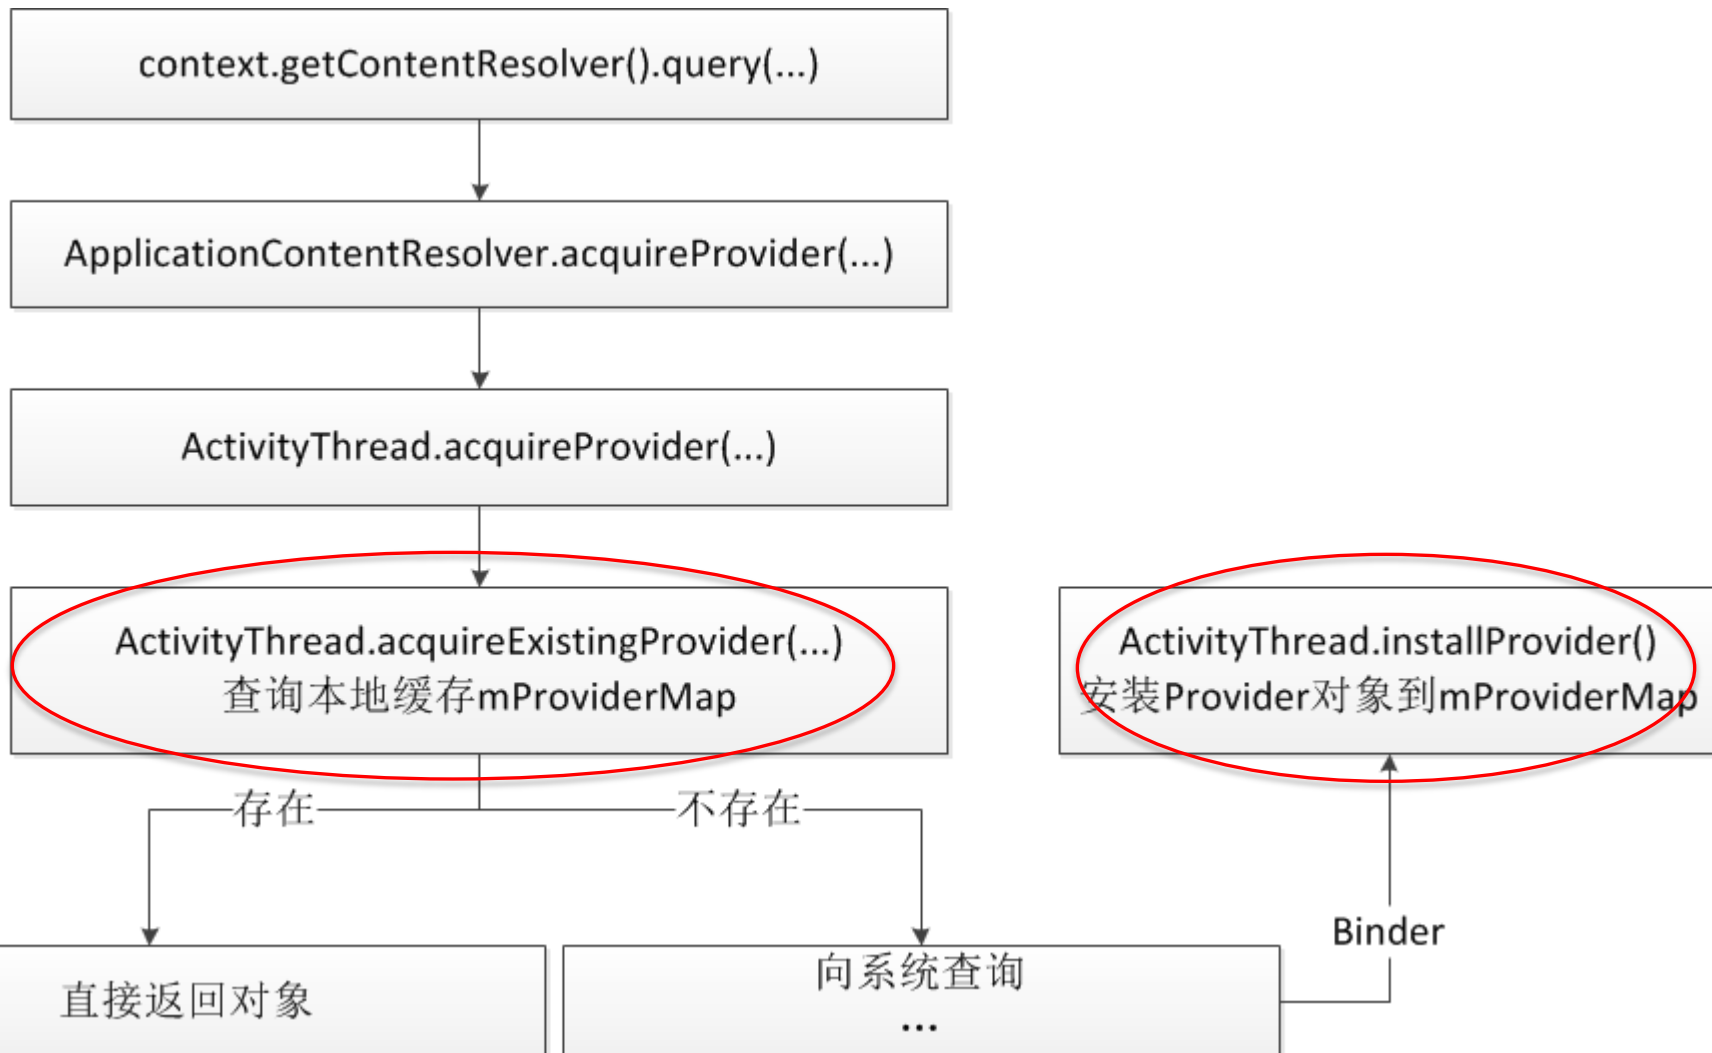 context.getContentResolver().query(...)
ApplicationContentResolver.acquireProvider(...)
ActivityThread.acquireProvider(...)
ActivityThread.acquireExistingProvider(...)
查询本地缓存mProviderMap
ActivityThread.installProvider()
安装Provider对象到mProviderMap
存在
不存在
Binder
直接返回对象
向系统查询
...